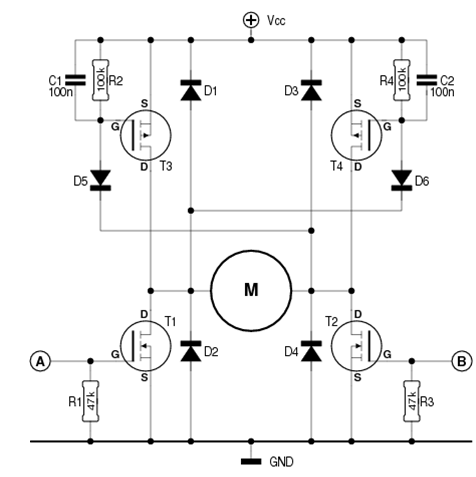 Vcc
C1
100n
100k
R2
D1
D3
R4
100k
C2
100n
S
G
D
T3
S
G
D
T4
D5
D6
M
D
T1
G
S
D2
D4
D
T2
G
S
A
B
R1
47k
47k
R3
GND